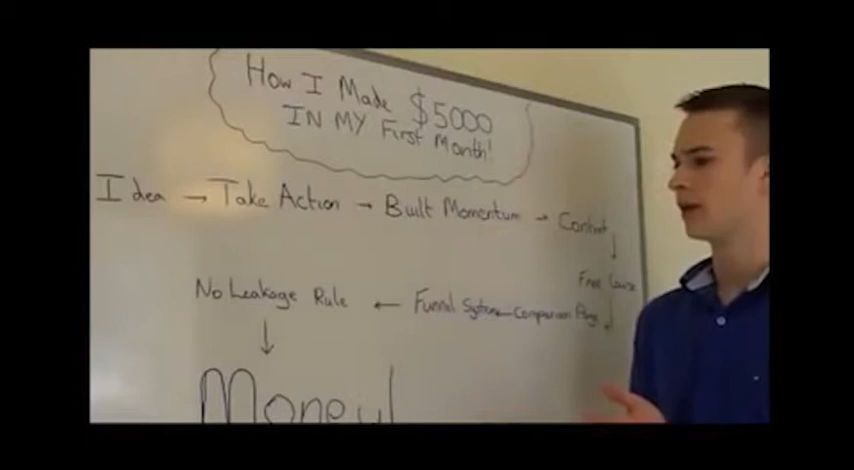 How I Made $5000
IN MY First Month!
Idea → Take Action → Built Momentum → Content
↓
Free Course
No Leakage Rule ← Funnel System ← Comparison Page
↓
Money!